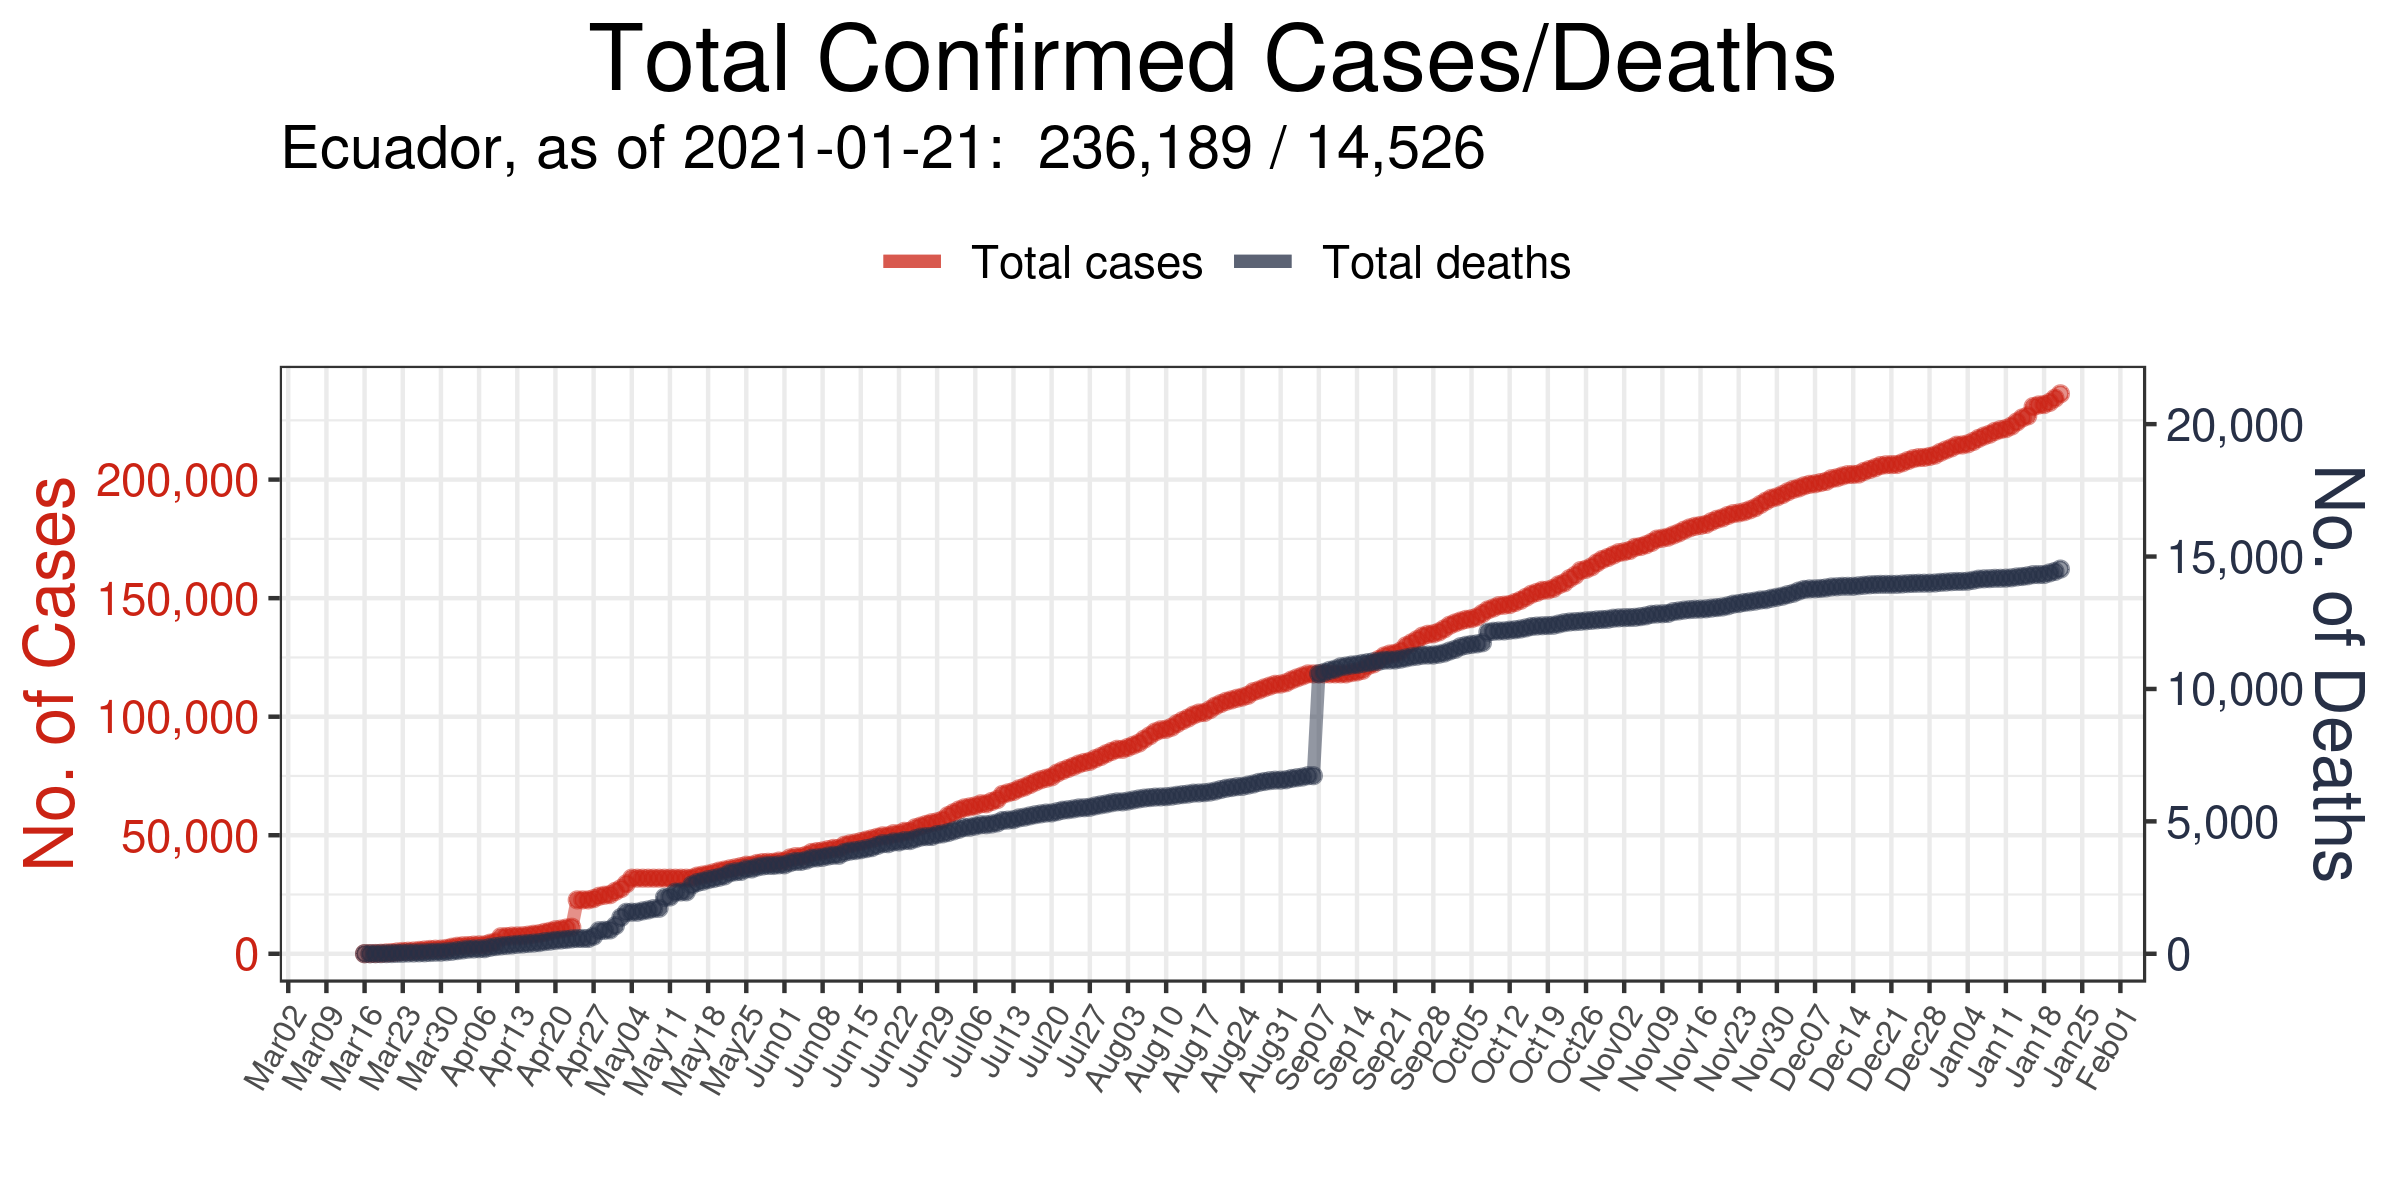 Total Confirmed Cases/Deaths
Ecuador, as of 2021-01-21:  236,189 / 14,526
Total cases
Total deaths
No. of Cases
200,000
150,000
100,000
50,000
0
20,000
15,000
10,000
5,000
0
No. of Deaths
Mar02
Mar09
Mar16
Mar23
Mar30
Apr06
Apr13
Apr20
Apr27
May04
May11
May18
May25
Jun01
Jun08
Jun15
Jun22
Jun29
Jul06
Jul13
Jul20
Jul27
Aug03
Aug10
Aug17
Aug24
Aug31
Sep07
Sep14
Sep21
Sep28
Oct05
Oct12
Oct19
Oct26
Nov02
Nov09
Nov16
Nov23
Nov30
Dec07
Dec14
Dec21
Dec28
Jan04
Jan11
Jan18
Jan25
Feb01